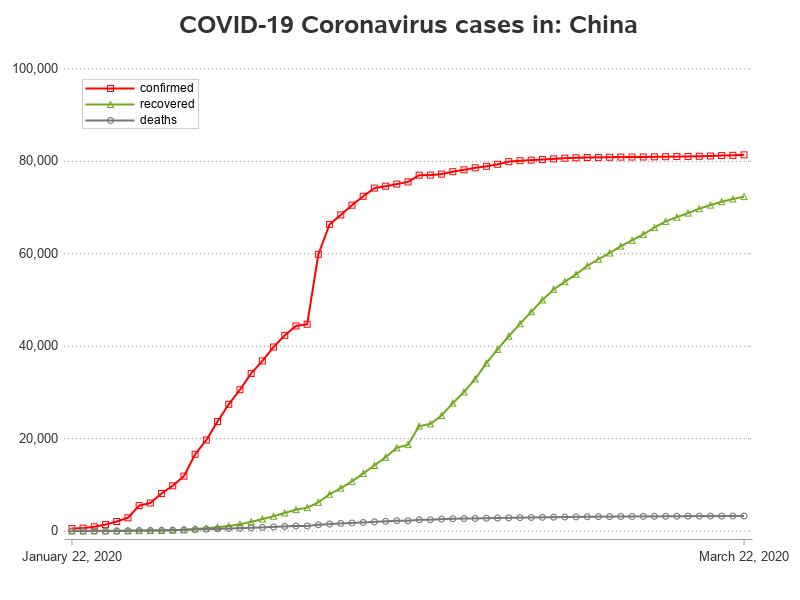 COVID-19 Coronavirus cases in: China
100,000
confirmed
recovered
deaths
80,000
60,000
40,000
20,000
0
January 22, 2020
March 22, 2020